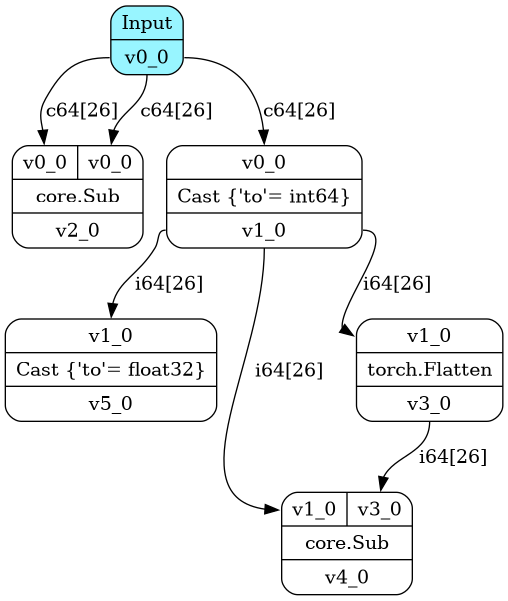 Input
v0_0
c64[26]
c64[26]
c64[26]
v0_0 v0_0
core.Sub
v2_0
v0_0
Cast {'to'= int64}
v1_0
i64[26]
i64[26]
i64[26]
v1_0
Cast {'to'= float32}
v5_0
v1_0
torch.Flatten
v3_0
i64[26]
v1_0 v3_0
core.Sub
v4_0